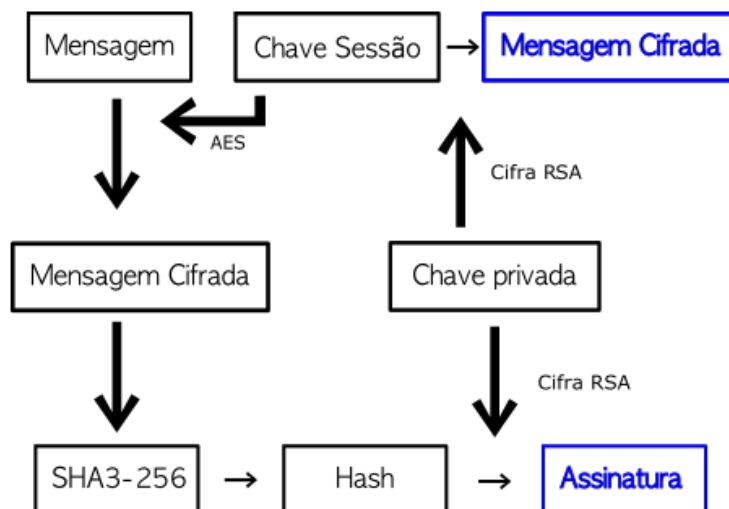 Mensagem
Chave Sessão
Mensagem Cifrada
AES
Cifra RSA
Mensagem Cifrada
Chave privada
Cifra RSA
SHA3-256
Hash
Assinatura